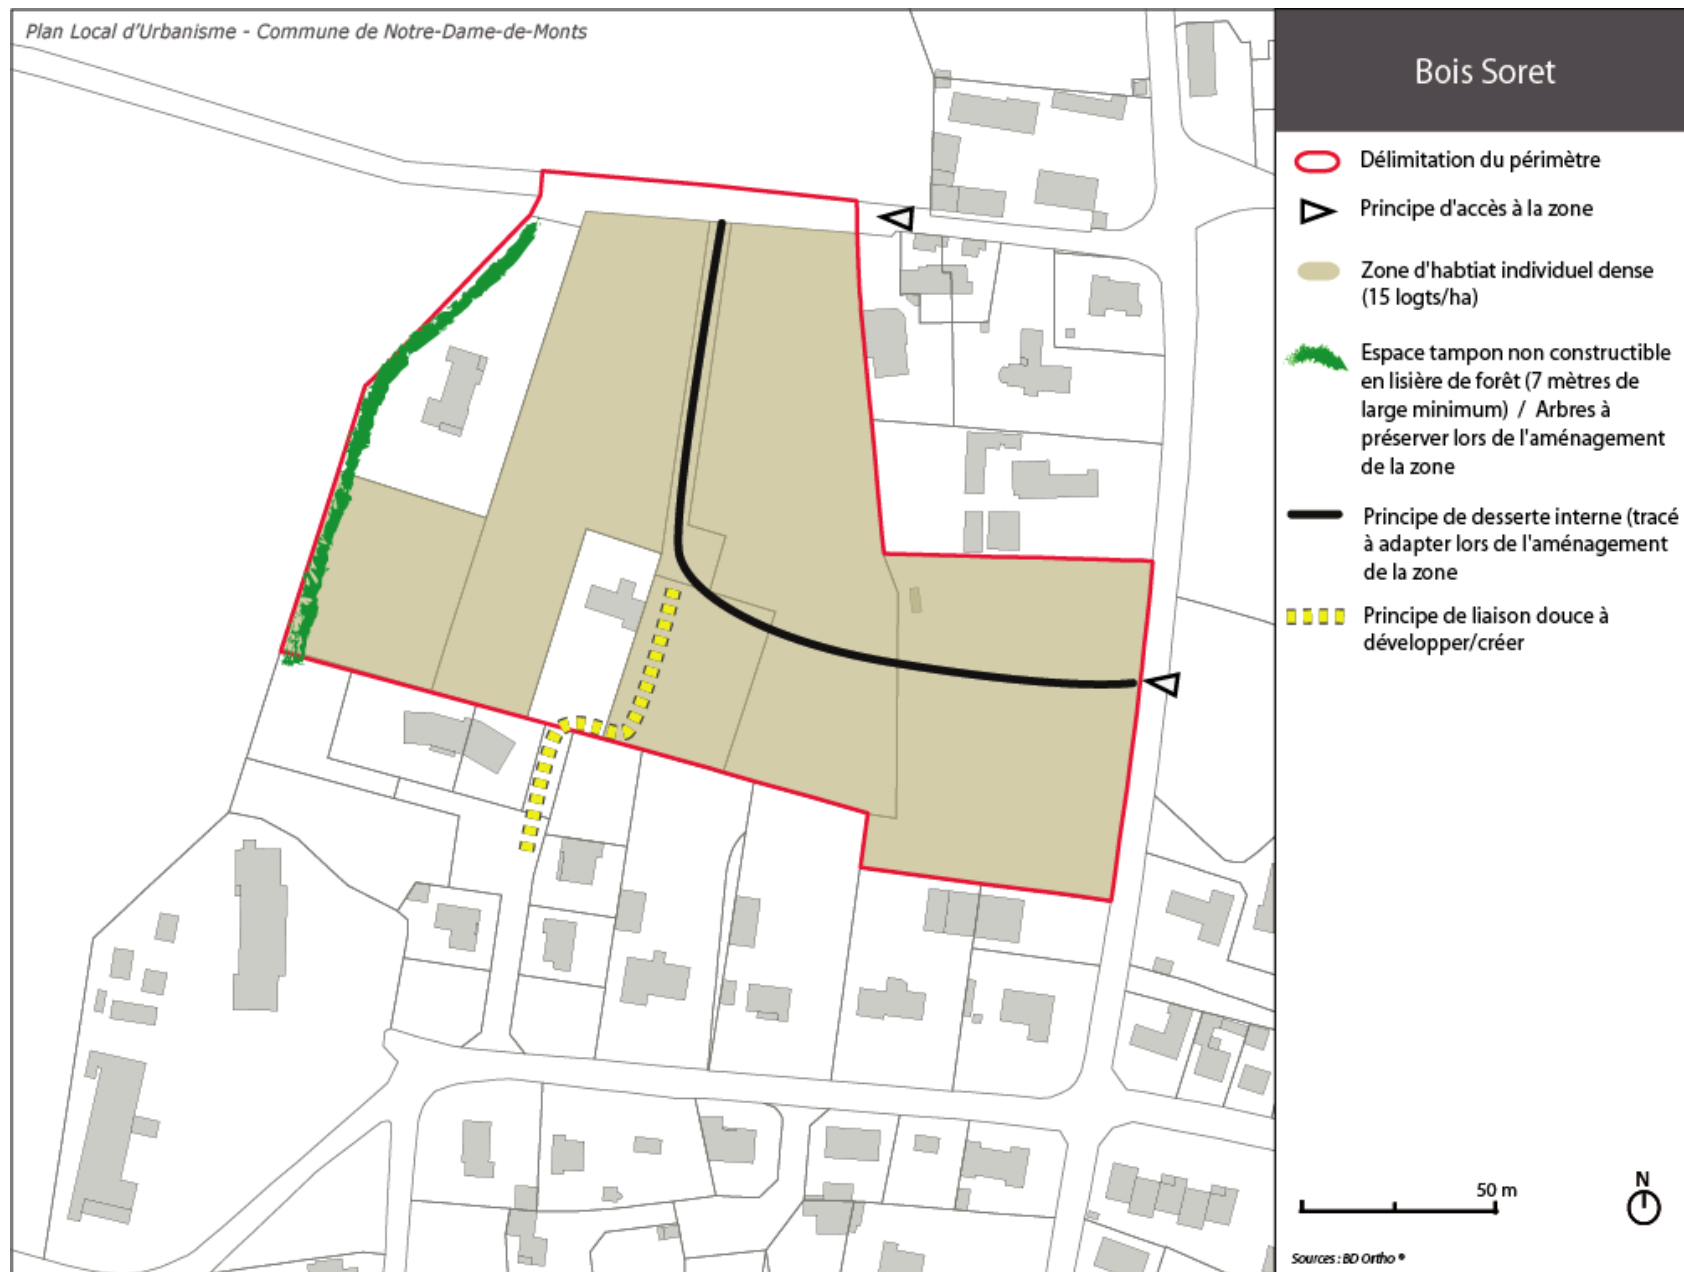 Plan Local d'Urbanisme - Commune de Notre-Dame-de-Monts
Bois Soret
Délimitation du périmètre
Principe d'accès à la zone
Zone d'habtiat individuel dense
(15 logts/ha)
Espace tampon non constructible
en lisière de forêt (7 mètres de
large minimum) / Arbres à
préserver lors de l'aménagement
de la zone
Principe de desserte interne (tracé
à adapter lors de l'aménagement
de la zone
Principe de liaison douce à
développer/créer
50 m
N
Sources : BD Ortho ®